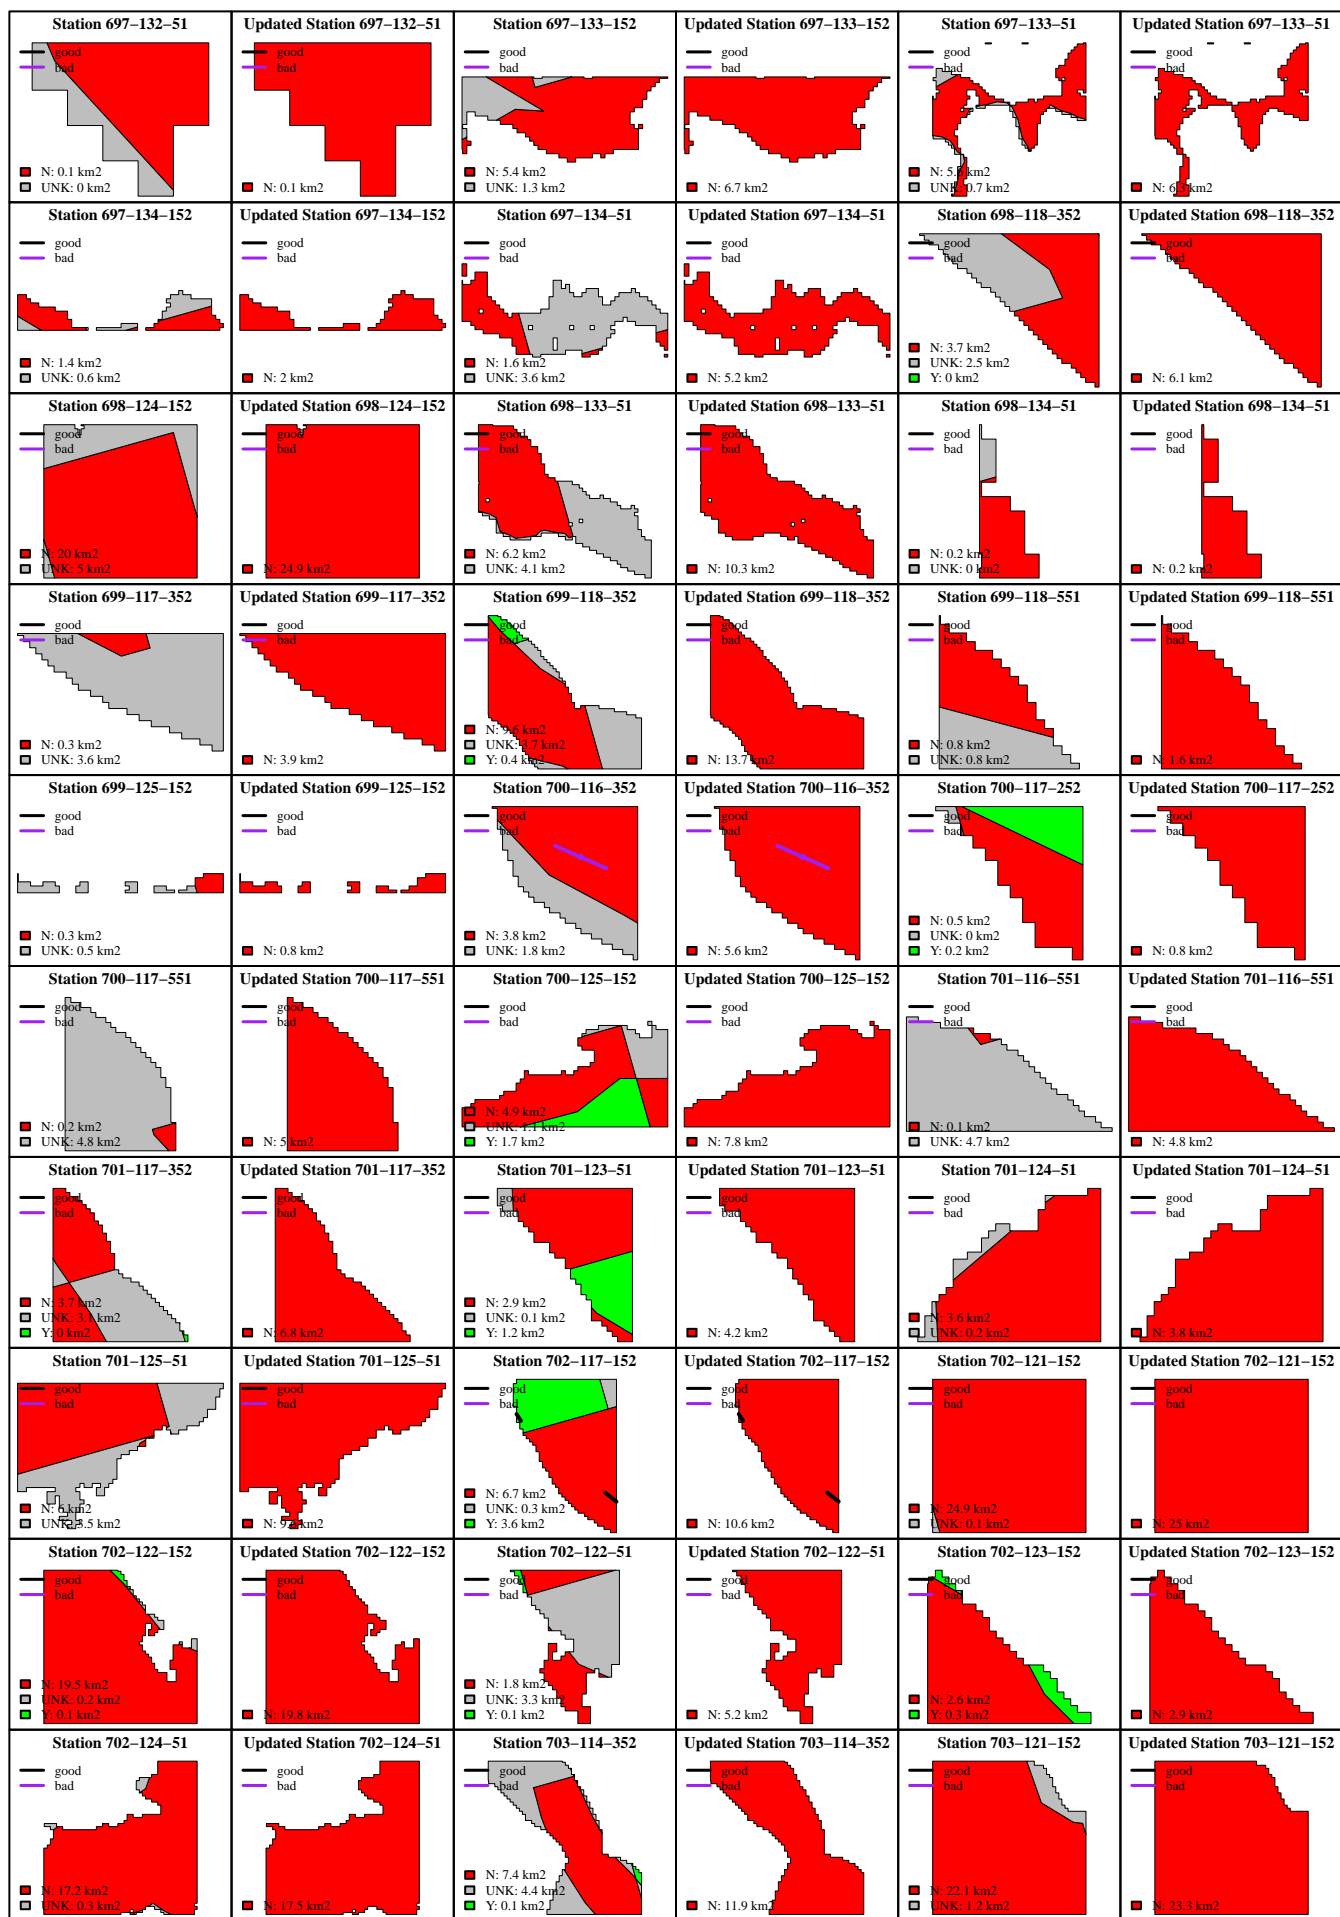 Station 697−132−51
good
bad
N: 0.1 km2
UNK: 0 km2
Updated Station 697−132−51
good
bad
N: 0.1 km2
Station 697−133−152
good
bad
N: 5.4 km2
UNK: 1.3 km2
Updated Station 697−133−152
good
bad
N: 6.7 km2
Station 697−133−51
good
bad
N: 5.6 km2
UNK: 0.7 km2
Updated Station 697−133−51
good
bad
N: 6.3 km2
Station 697−134−152
good
bad
N: 1.4 km2
UNK: 0.6 km2
Updated Station 697−134−152
good
bad
N: 2 km2
Station 697−134−51
good
bad
N: 1.6 km2
UNK: 3.6 km2
Updated Station 697−134−51
good
bad
N: 5.2 km2
Station 698−118−352
good
bad
N: 3.7 km2
UNK: 2.5 km2
Y: 0 km2
Updated Station 698−118−352
good
bad
N: 6.1 km2
Station 698−124−152
good
bad
N: 20 km2
UNK: 5 km2
Updated Station 698−124−152
good
bad
N: 24.9 km2
Station 698−133−51
good
bad
N: 6.2 km2
UNK: 4.1 km2
Updated Station 698−133−51
good
bad
N: 10.3 km2
Station 698−134−51
good
bad
N: 0.2 km2
UNK: 0 km2
Updated Station 698−134−51
good
bad
N: 0.2 km2
Station 699−117−352
good
bad
N: 0.3 km2
UNK: 3.6 km2
Updated Station 699−117−352
good
bad
N: 3.9 km2
Station 699−118−352
good
bad
N: 9.6 km2
UNK: 3.7 km2
Y: 0.4 km2
Updated Station 699−118−352
good
bad
N: 13.7 km2
Station 699−118−551
good
bad
N: 0.8 km2
UNK: 0.8 km2
Updated Station 699−118−551
good
bad
N: 1.6 km2
Station 699−125−152
good
bad
N: 0.3 km2
UNK: 0.5 km2
Updated Station 699−125−152
good
bad
N: 0.8 km2
Station 700−116−352
good
bad
N: 3.8 km2
UNK: 1.8 km2
Updated Station 700−116−352
good
bad
N: 5.6 km2
Station 700−117−252
good
bad
N: 0.5 km2
UNK: 0 km2
Y: 0.2 km2
Updated Station 700−117−252
good
bad
N: 0.8 km2
Station 700−117−551
good
bad
N: 0.2 km2
UNK: 4.8 km2
Updated Station 700−117−551
good
bad
N: 5 km2
Station 700−125−152
good
bad
N: 4.9 km2
UNK: 1.1 km2
Y: 1.7 km2
Updated Station 700−125−152
good
bad
N: 7.8 km2
Station 701−116−551
good
bad
N: 0.1 km2
UNK: 4.7 km2
Updated Station 701−116−551
good
bad
N: 4.8 km2
Station 701−117−352
good
bad
N: 3.7 km2
UNK: 3.1 km2
Y: 0 km2
Updated Station 701−117−352
good
bad
N: 6.8 km2
Station 701−123−51
good
bad
N: 2.9 km2
UNK: 0.1 km2
Y: 1.2 km2
Updated Station 701−123−51
good
bad
N: 4.2 km2
Station 701−124−51
good
bad
N: 3.6 km2
UNK: 0.2 km2
Updated Station 701−124−51
good
bad
N: 3.8 km2
Station 701−125−51
good
bad
N: 6 km2
UNK: 3.5 km2
Updated Station 701−125−51
good
bad
km2
Station 702−117−152
good
bad
N: 6.7 km2
UNK: 0.3 km2
Y: 3.6 km2
Updated Station 702−117−152
good
bad
N: 10.6 km2
Station 702−121−152
good
bad
N: 24.9 km2
UNK: 0.1 km2
Updated Station 702−121−152
good
bad
N: 25 km2
Station 702−122−152
good
bad
N: 19.5 km2
UNK: 0.2 km2
Y: 0.1 km2
Updated Station 702−122−152
good
bad
N: 19.8 km2
Station 702−122−51
good
bad
N: 1.8 km2
UNK: 3.3 km2
Y: 0.1 km2
Updated Station 702−122−51
good
bad
N: 5.2 km2
Station 702−123−152
good
bad
N: 2.6 km2
Y: 0.3 km2
Updated Station 702−123−152
good
bad
N: 2.9 km2
Station 702−124−51
good
bad
N: 17.2 km2
UNK: 0.3 km2
Updated Station 702−124−51
good
bad
N: 17.5 km2
Station 703−114−352
good
bad
N: 7.4 km2
UNK: 4.4 km2
Y: 0.1 km2
Updated Station 703−114−352
good
bad
N: 11.9 km2
Station 703−121−152
good
bad
N: 22.1 km2
UNK: 1.2 km2
Updated Station 703−121−152
good
bad
N: 23.3 km2